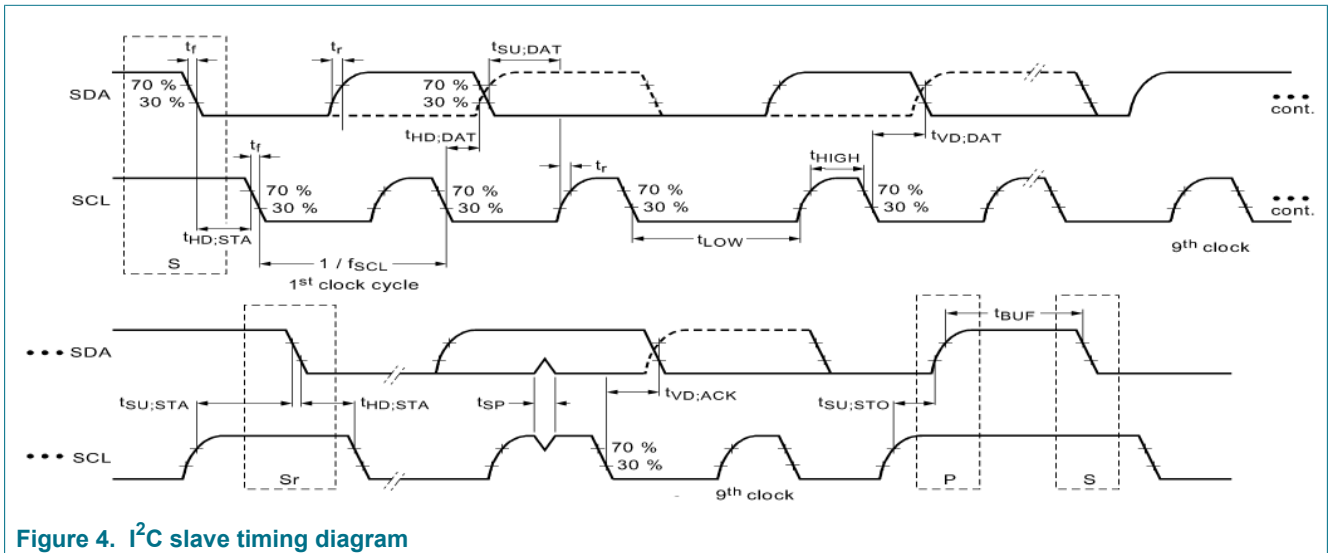 tf tr tSU;DAT
SDA 70 % 30 % 70 % 30 % cont.
tHD;DAT tVD;DAT
tf tr tHIGH
SCL 70 % 30 % 70 % 30 % 70 % 30 % 70 % 30 % cont.
tHD;STA tLOW
S 1 / fSCL 9th clock
1st clock cycle
tBUF
••• SDA
tSU;STA tHD;STA tSP tVD;ACK tSU;STO
••• SCL 70 % 30 %
Sr 9th clock P S
Figure 4. I2C slave timing diagram